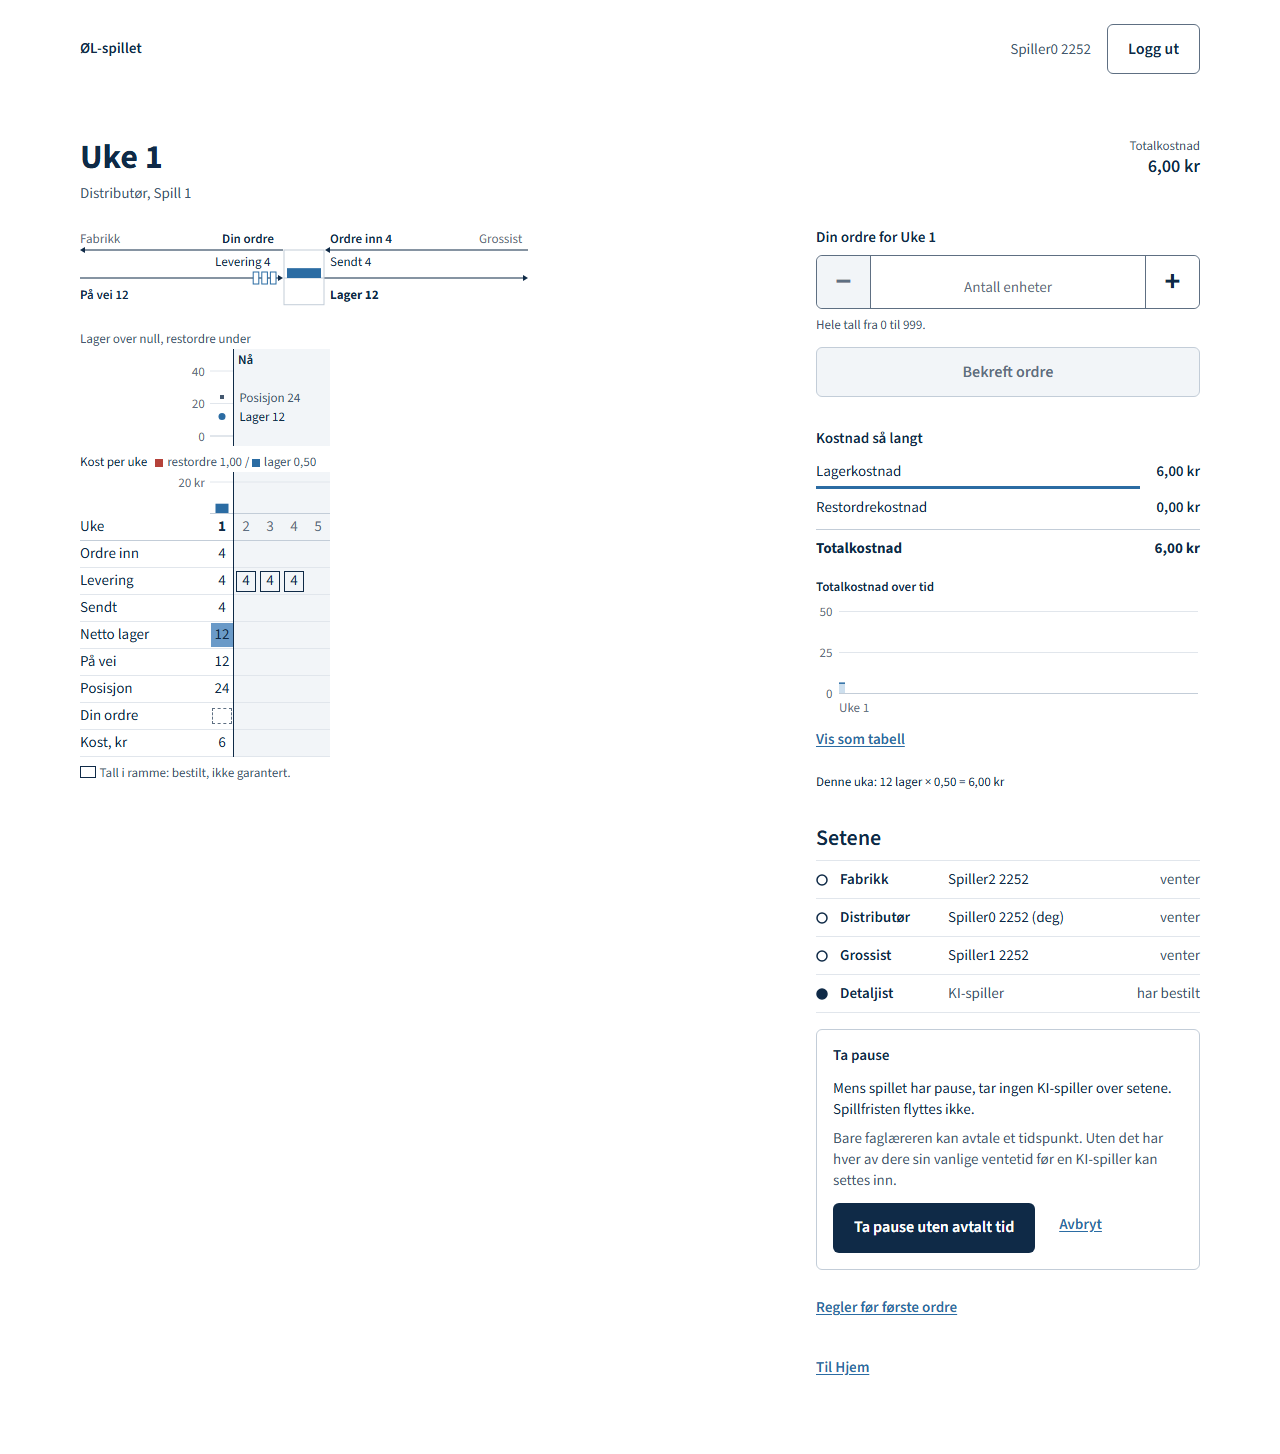 ØL-spillet
Spiller0 2252
Logg ut
Uke 1
Distributør, Spill 1
Totalkostnad
6,00 kr
Fabrikk
Din ordre
Ordre inn 4
Grossist
Levering 4
Sendt 4
På vei 12
Lager 12
Lager over null, restordre under
Nå
40
Posisjon 24
20
Lager 12
0
Kost per uke restordre 1,00 / lager 0,50
20 kr
Uke 1 2 3 4 5
Ordre inn 4
Levering 4 4 4 4
Sendt 4
Netto lager 12
På vei 12
Posisjon 24
Din ordre
Kost, kr 6
Tall i ramme: bestilt, ikke garantert.
Din ordre for Uke 1
− Antall enheter +
Hele tall fra 0 til 999.
Bekreft ordre
Kostnad så langt
Lagerkostnad 6,00 kr
Restordrekostnad 0,00 kr
Totalkostnad 6,00 kr
Totalkostnad over tid
50
25
0
Uke 1
Vis som tabell
Denne uka: 12 lager × 0,50 = 6,00 kr
Setene
Fabrikk Spiller2 2252 venter
Distributør Spiller0 2252 (deg) venter
Grossist Spiller1 2252 venter
Detaljist KI-spiller har bestilt
Ta pause
Mens spillet har pause, tar ingen KI-spiller over setene.
Spillfristen flyttes ikke.
Bare faglæreren kan avtale et tidspunkt. Uten det har
hver av dere sin vanlige ventetid før en KI-spiller kan
settes inn.
Ta pause uten avtalt tid
Avbryt
Regler før første ordre
Til Hjem